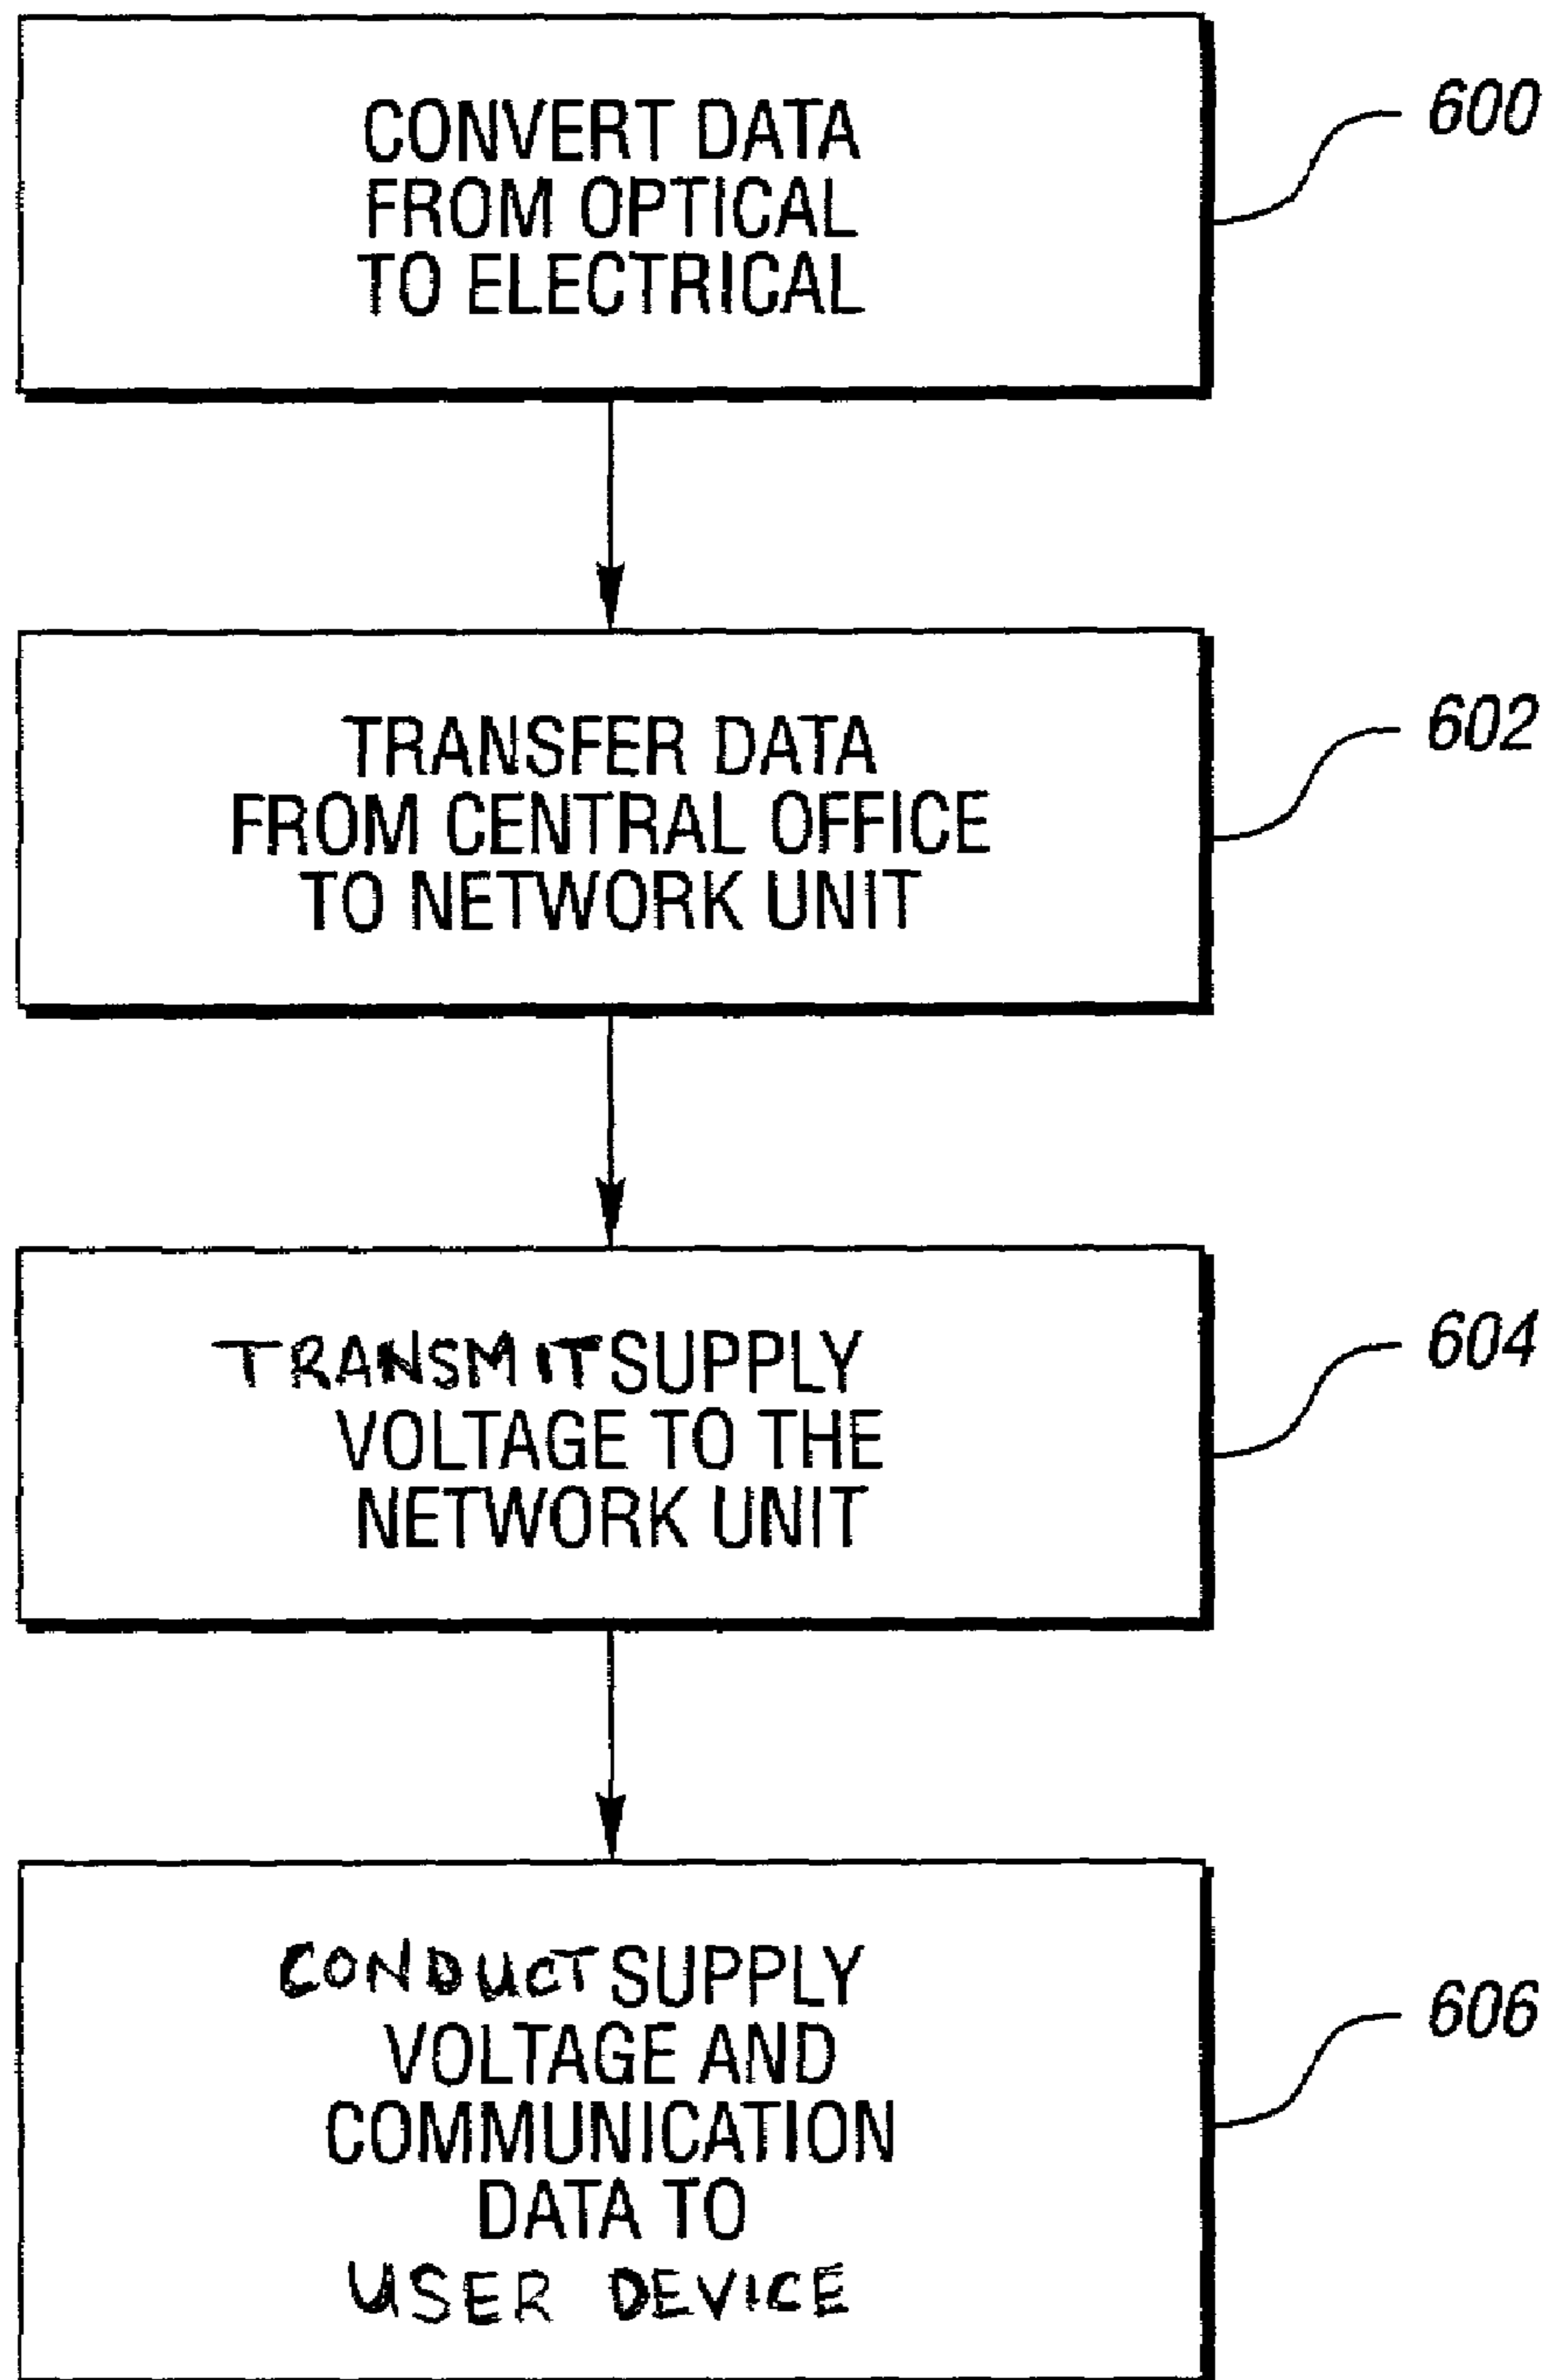 CONVERT DATA
FROM OPTICAL
TO ELECTRICAL
600
TRANSFER DATA
FROM CENTRAL OFFICE
TO NETWORK UNIT
602
TRANSMIT SUPPLY
VOLTAGE TO THE
NETWORK UNIT
604
CONDUCT SUPPLY
VOLTAGE AND
COMMUNICATION
DATA TO
USER DEVICE
606